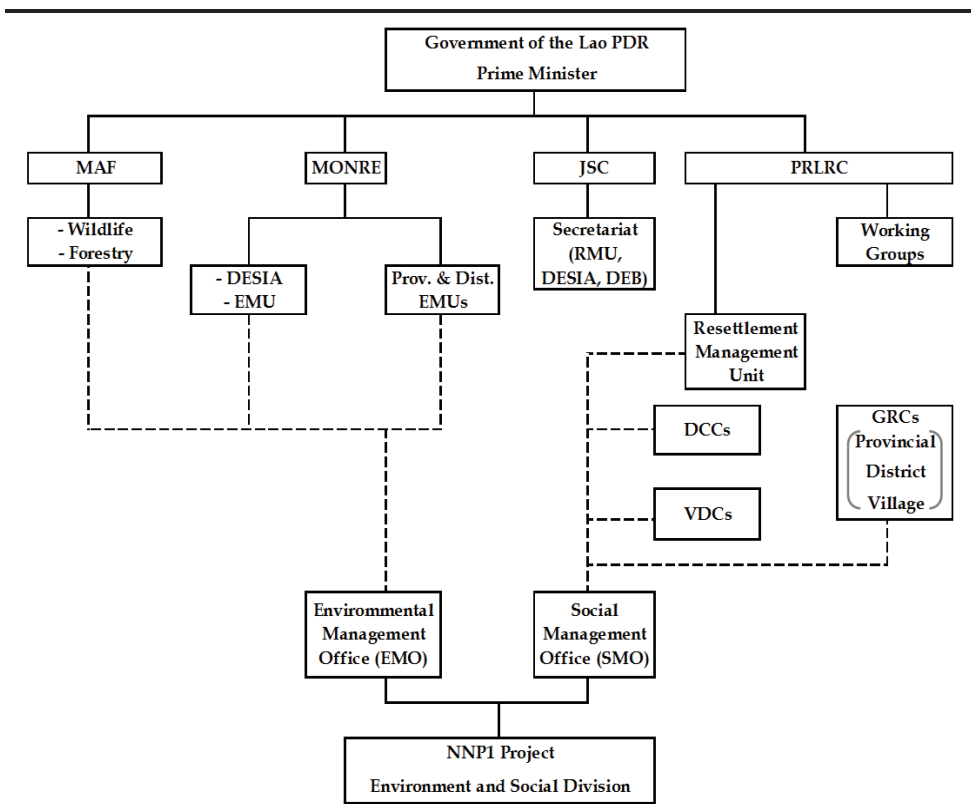 Government of the Lao PDR
Prime Minister
MAF
MONRE
JSC
PRLRC
- Wildlife
- Forestry
- DESIA
- EMU
Prov. & Dist.
EMUs
Secretariat
(RMU,
DESIA, DEB)
Working
Groups
Resettlement
Management
Unit
DCCs
GRCs
Provincial
District
Village
VDCs
Envirommental
Management
Office (EMO)
Social
Management
Office (SMO)
NNP1 Project
Environment and Social Division